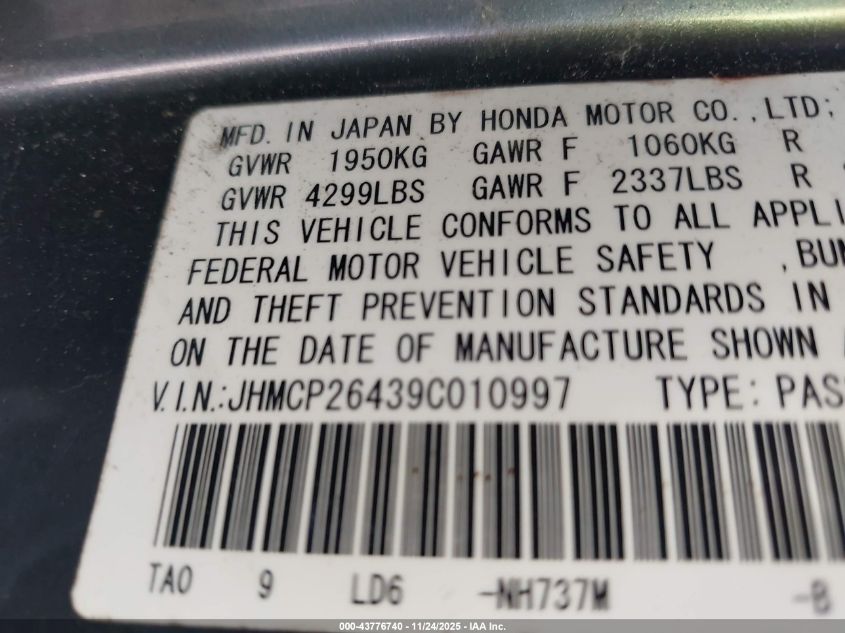 MFD. IN JAPAN BY HONDA MOTOR CO.,LTD;
GVWR 1950KG GAWR F 1060KG R
GVWR 4299LBS GAWR F 2337LBS R
THIS VEHICLE CONFORMS TO ALL APPLI
FEDERAL MOTOR VEHICLE SAFETY ,BUM
AND THEFT PREVENTION STANDARDS IN
ON THE DATE OF MANUFACTURE SHOWN
V.I.N.:JHMCP26439C010997 TYPE: PAS
TA0 9 LD6 -NH737M -B
000-43776740 - 11/24/2025 - IAA Inc.